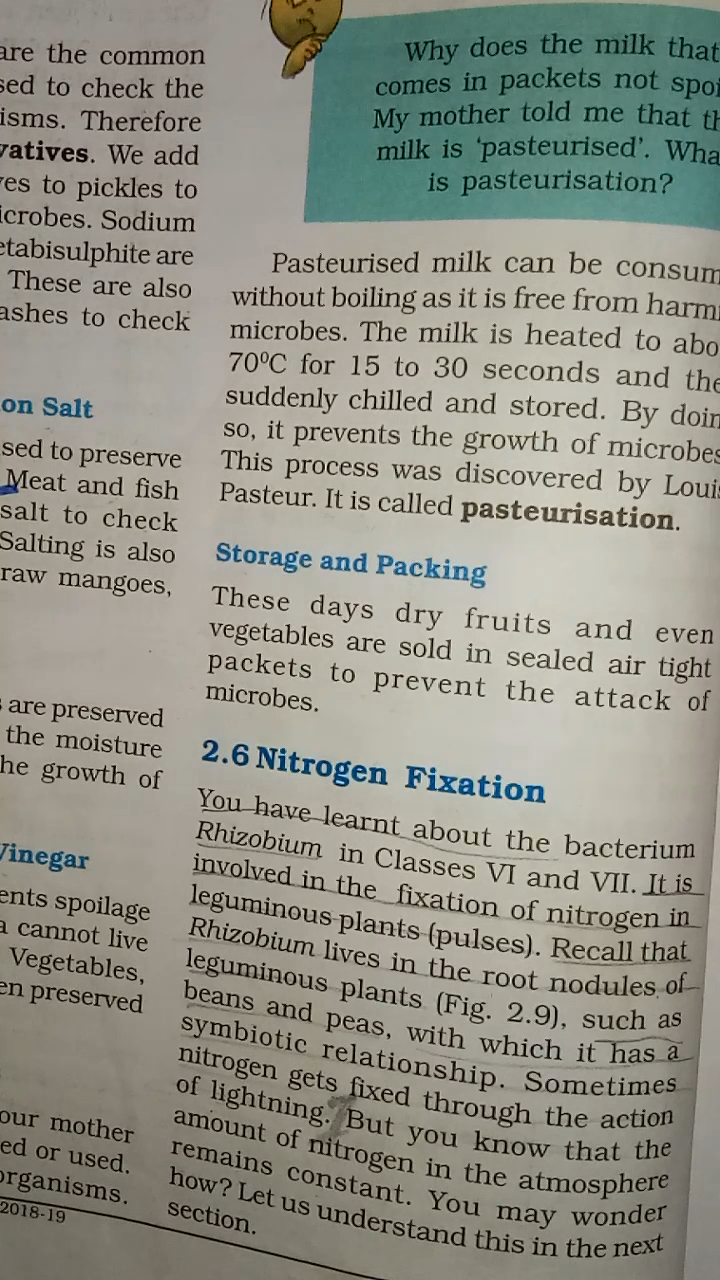 are the common
sed to check the
isms. Therefore
vatives. We add
ves to pickles to
icrobes. Sodium
etabisulphite are
These are also
ashes to check
on Salt
sed to preserve
Meat and fish
salt to check
Salting is also
raw mangoes,
are preserved
the moisture
he growth of
Vinegar
ents spoilage
a cannot live
Vegetables,
en preserved
our mother
ed or used.
organisms.
2018-19
Why does the milk that
comes in packets not spoi
My mother told me that th
milk is ‘pasteurised’. Wha
is pasteurisation?
Pasteurised milk can be consum
without boiling as it is free from harm
microbes. The milk is heated to abo
70⁰C for 15 to 30 seconds and the
suddenly chilled and stored. By doin
so, it prevents the growth of microbes
This process was discovered by Louis
Pasteur. It is called pasteurisation.
Storage and Packing
These days dry fruits and even
vegetables are sold in sealed air tight
packets to prevent the attack of
microbes.
2.6 Nitrogen Fixation
You have learnt about the bacterium
Rhizobium in Classes VI and VII. It is
involved in the fixation of nitrogen in
leguminous plants (pulses). Recall that
Rhizobium lives in the root nodules of
leguminous plants (Fig. 2.9), such as
beans and peas, with which it has a
symbiotic relationship. Sometimes
nitrogen gets fixed through the action
of lightning. But you know that the
amount of nitrogen in the atmosphere
remains constant. You may wonder
how? Let us understand this in the next
section.